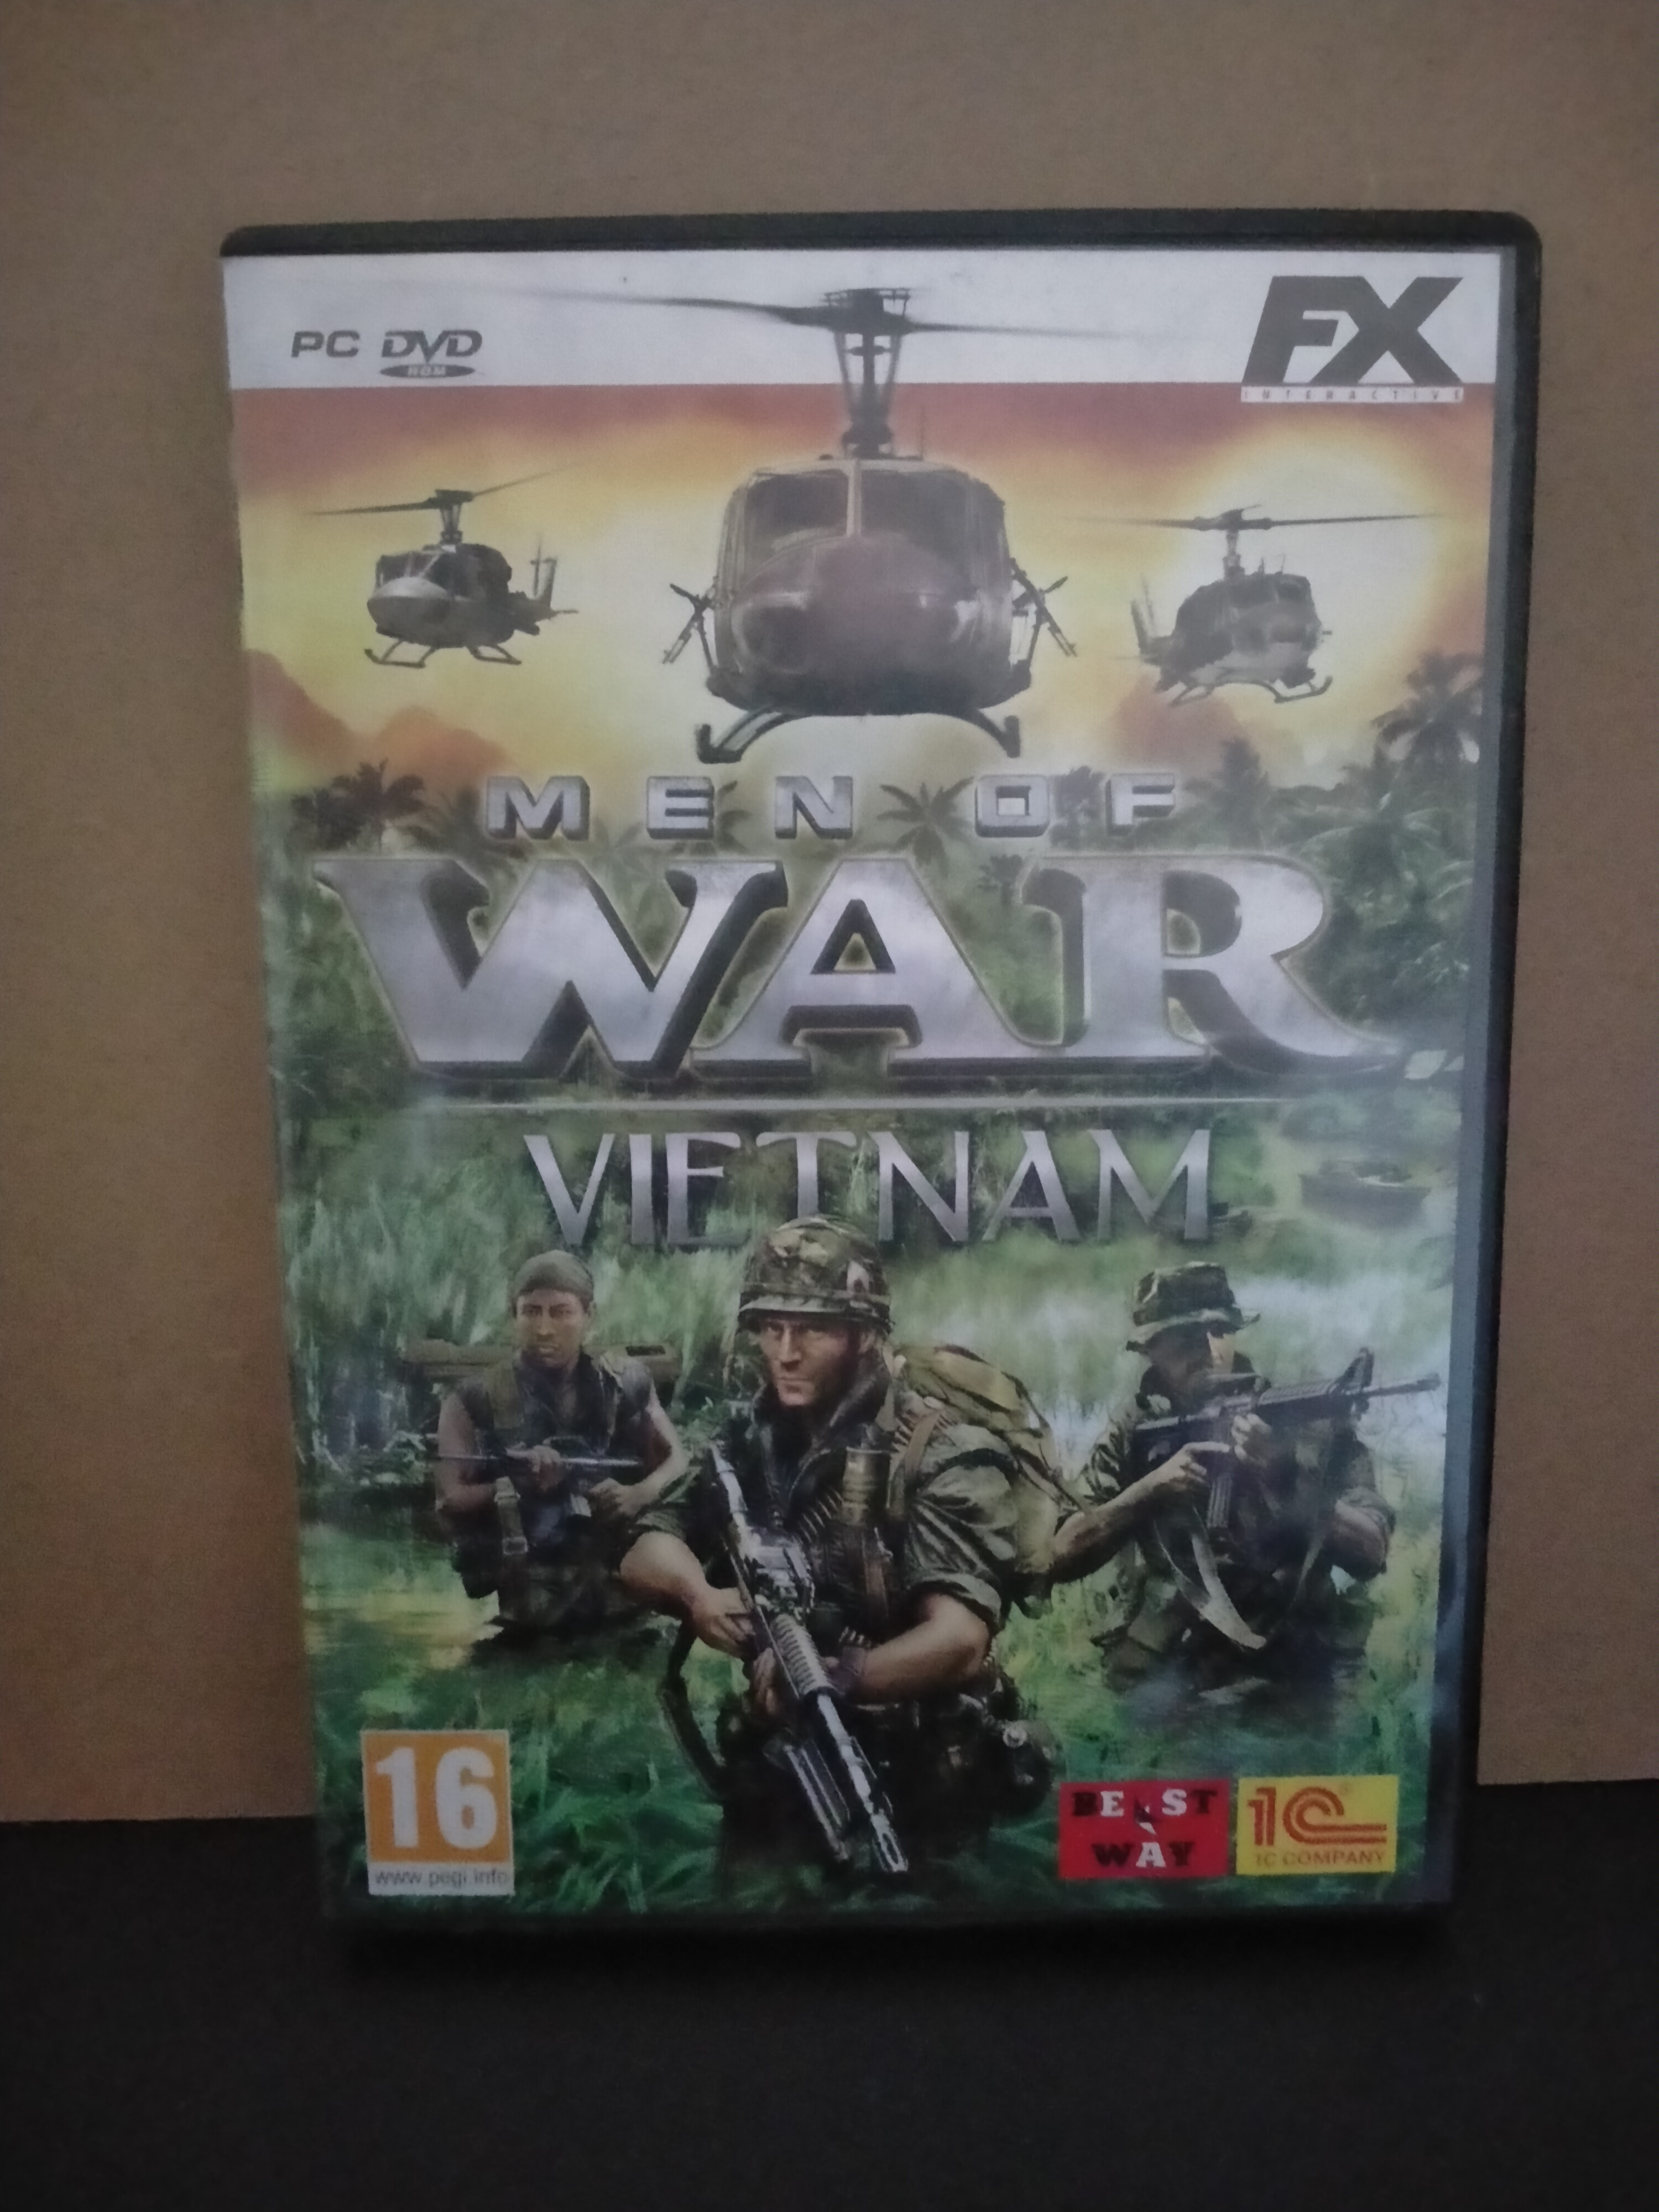 PC DVD
ROM
FX
INTERACTIVE
MEN OF
WAR
VIETNAM
16
www.pegi.info
BEST
WAY
1C
1C COMPANY